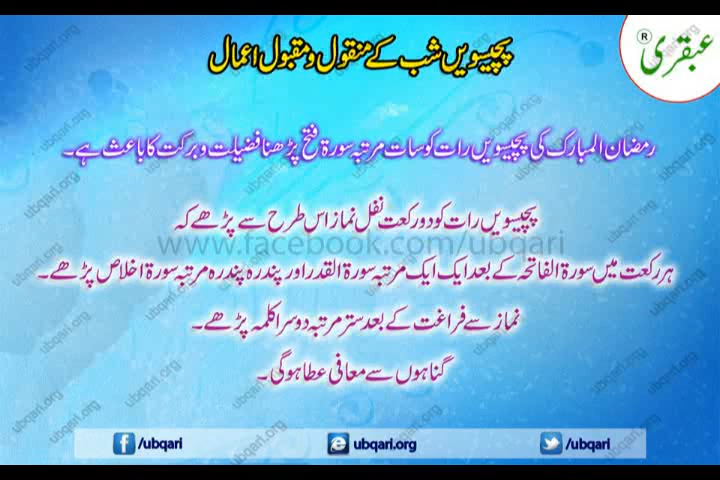 عبقری
®
پچیسویں شب کے منقول و مقبول اعمال
رمضان المبارک کی پچیسویں رات کو سات مرتبہ سورۃ فتح پڑھنا فضیلت و برکت کا باعث ہے۔
پچیسویں رات کو دو رکعت نفل نماز اس طرح سے پڑھے کہ
www.facebook.com/ubqari
ہر رکعت میں سورۃ الفاتحہ کے بعد ایک ایک مرتبہ سورۃ القدر اور پندرہ پندرہ مرتبہ سورۃ اخلاص پڑھے۔
نماز سے فراغت کے بعد ستر مرتبہ دوسرا کلمہ پڑھے۔
گناہوں سے معافی عطا ہوگی۔
/ubqari
ubqari.org
/ubqari